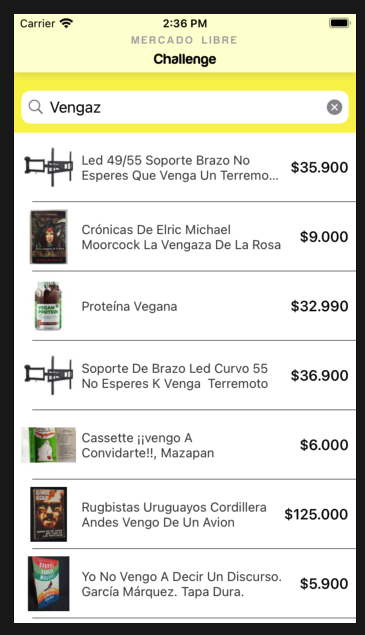 Carrier 2:36 PM
MERCADO LIBRE
Challenge
Vengaz
Led 49/55 Soporte Brazo No
Esperes Que Venga Un Terremo...
$35.900
Crónicas De Elric Michael
Moorcock La Vengaza De La Rosa
$9.000
VEGAN
PROTEIN
Proteína Vegana
$32.990
Soporte De Brazo Led Curvo 55
No Esperes K Venga  Terremoto
$36.900
Cassette ¡¡vengo A
Convidarte!!, Mazapan
$6.000
Rugbistas Uruguayos Cordillera
Andes Vengo De Un Avion
$125.000
Yo No Vengo A Decir Un Discurso.
García Márquez. Tapa Dura.
$5.900